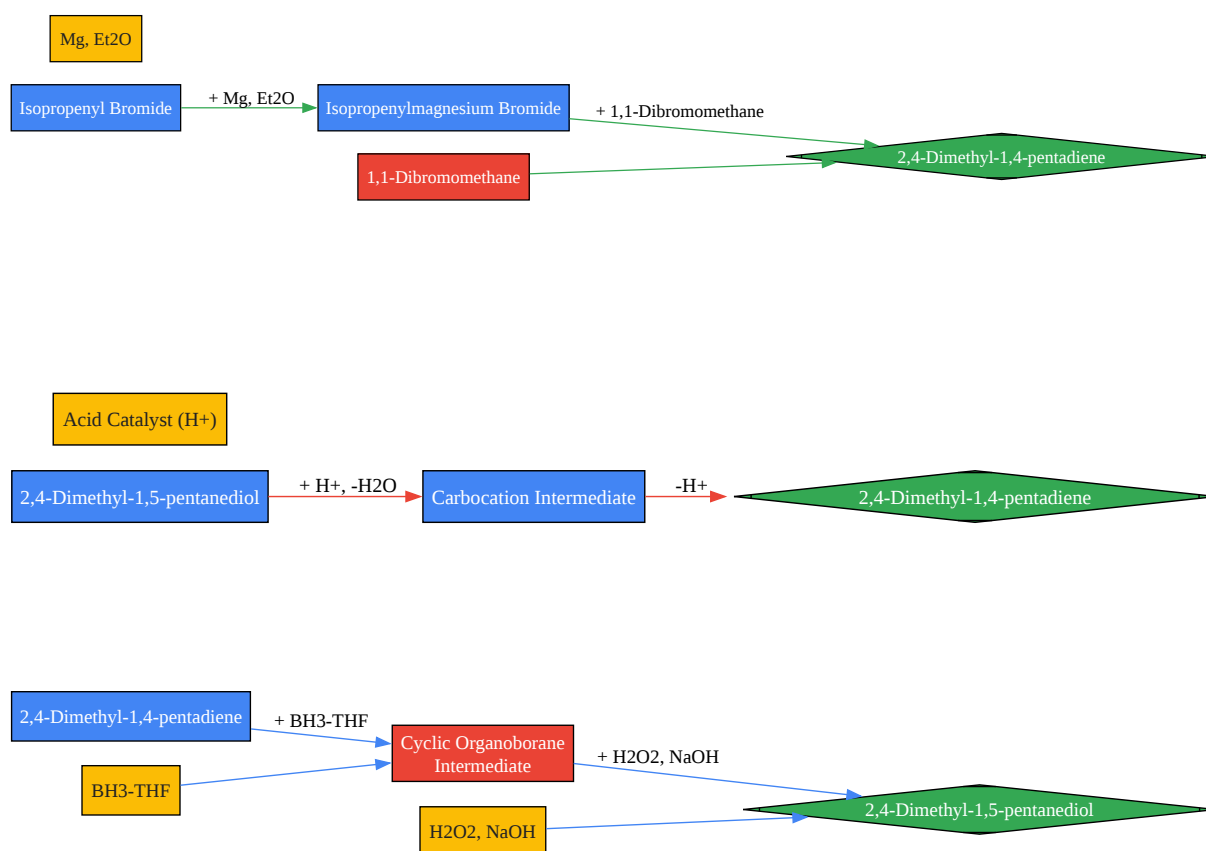 Mg, Et2O
Isopropenyl Bromide
+ Mg, Et2O
Isopropenylmagnesium Bromide
+ 1,1-Dibromomethane
1,1-Dibromomethane
2,4-Dimethyl-1,4-pentadiene
Acid Catalyst (H+)
2,4-Dimethyl-1,5-pentanediol
+ H+, -H2O
Carbocation Intermediate
-H+
2,4-Dimethyl-1,4-pentadiene
2,4-Dimethyl-1,4-pentadiene
+ BH3-THF
BH3-THF
Cyclic Organoborane
Intermediate
+ H2O2, NaOH
H2O2, NaOH
2,4-Dimethyl-1,5-pentanediol